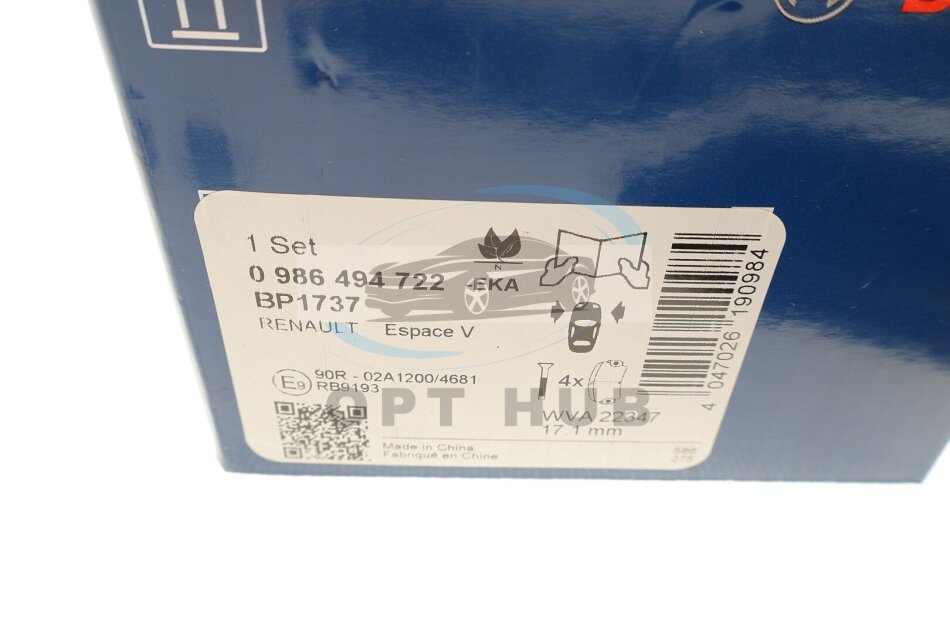 1 Set
0 986 494 722 -EKA
N
BP1737
RENAULT Espace V
E9 90R - 02A1200/4681
RB9193
4x
OPT HUB
WVA 22347
17.1 mm
Made in China
Fabriqué en Chine
4 047026 190984